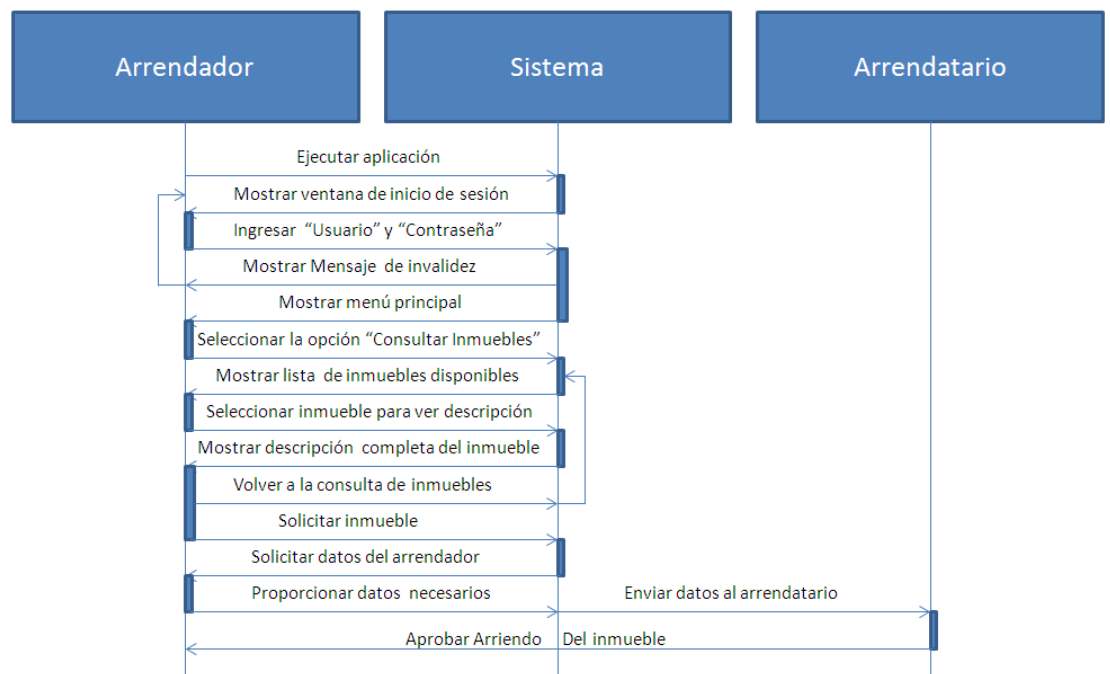 Arrendador
Sistema
Arrendatario
Ejecutar aplicación
Mostrar ventana de inicio de sesión
Ingresar “Usuario” y “Contraseña”
Mostrar Mensaje de invalidez
Mostrar menú principal
Seleccionar la opción “Consultar Inmuebles”
Mostrar lista de inmuebles disponibles
Seleccionar inmueble para ver descripción
Mostrar descripción completa del inmueble
Volver a la consulta de inmuebles
Solicitar inmueble
Solicitar datos del arrendador
Proporcionar datos necesarios
Enviar datos al arrendatario
Aprobar Arriendo Del inmueble